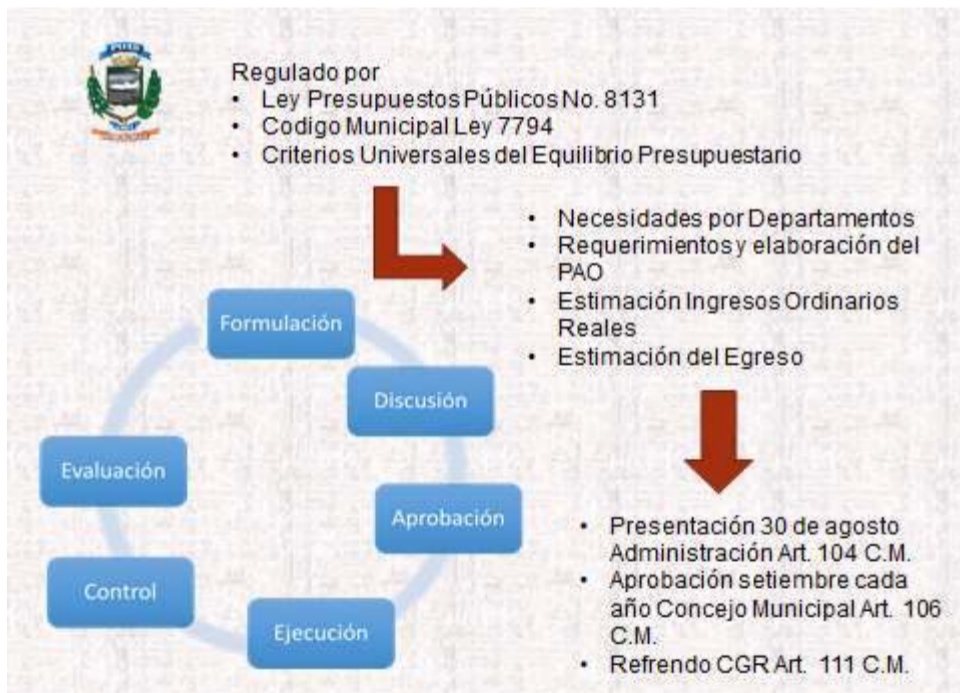 Regulado por
• Ley Presupuestos Públicos No. 8131
• Codigo Municipal Ley 7794
• Criterios Universales del Equilibrio Presupuestario
• Necesidades por Departamentos
• Requerimientos y elaboración del
PAO
• Estimación Ingresos Ordinarios
Reales
• Estimación del Egreso
Formulación
Discusión
Aprobación
Ejecución
Control
Evaluación
• Presentación 30 de agosto
Administración Art. 104 C.M.
• Aprobación setiembre cada
año Concejo Municipal Art. 106
C.M.
• Refrendo CGR Art. 111 C.M.